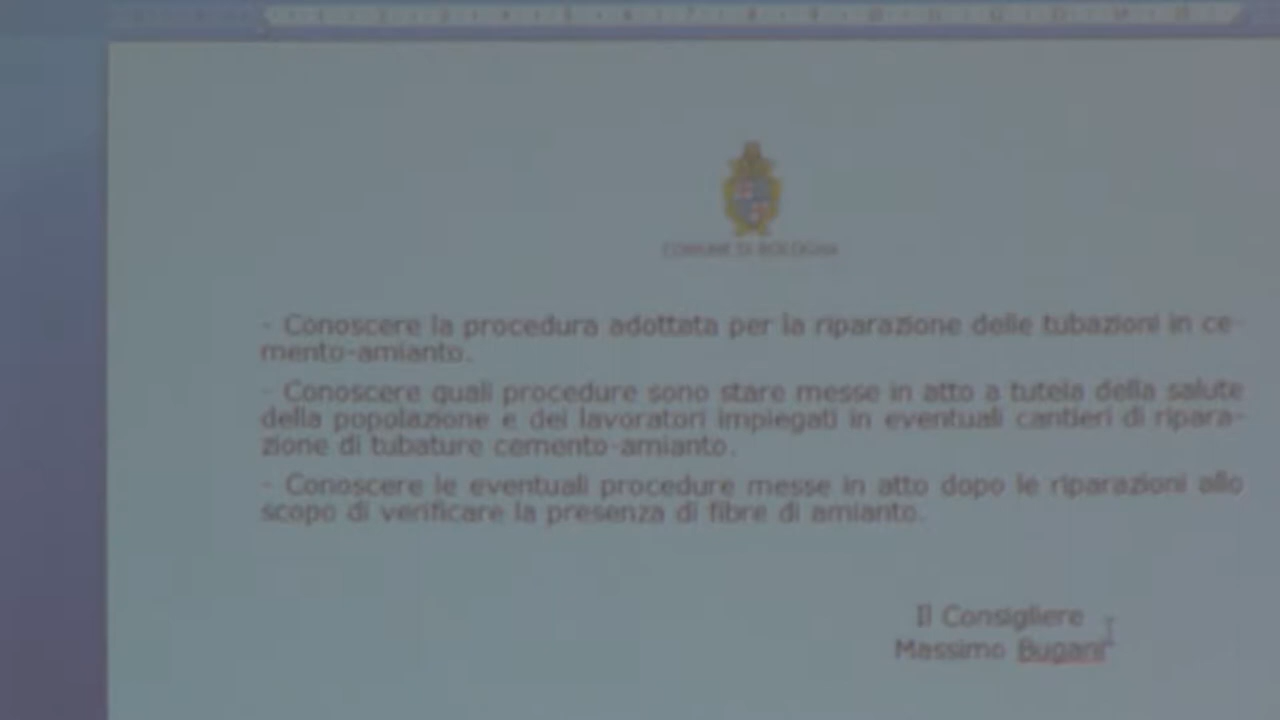 COMUNE DI BOLOGNA
- Conoscere la procedura adottata per la riparazione delle tubazioni in ce-
mento-amianto.
- Conoscere quali procedure sono stare messe in atto a tutela della salute
della popolazione e dei lavoratori impiegati in eventuali cantieri di ripara-
zione di tubature cemento-amianto.
- Conoscere le eventuali procedure messe in atto dopo le riparazioni allo
scopo di verificare la presenza di fibre di amianto.
Il Consigliere
Massimo Bugani